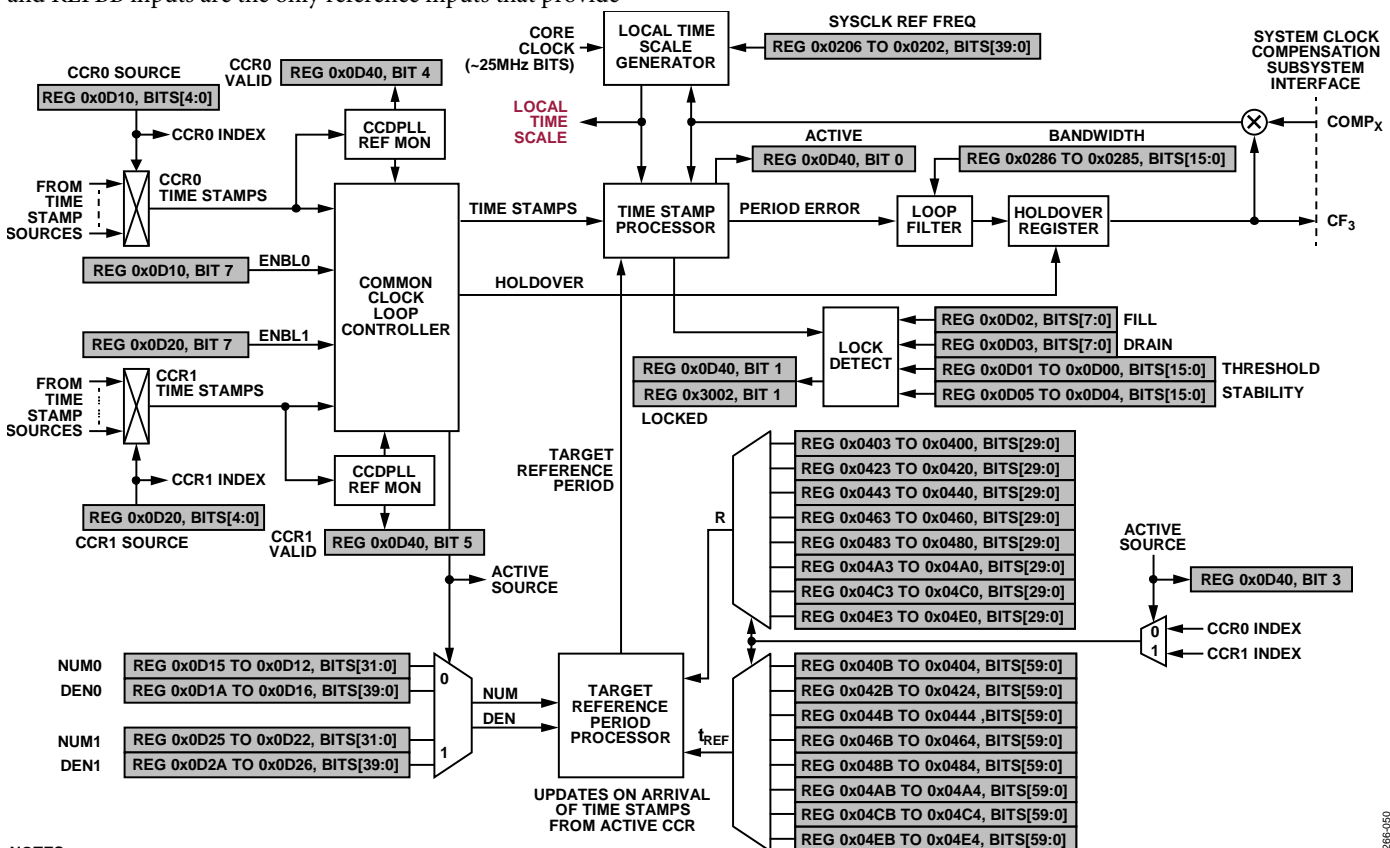 and REFBB inputs are the only reference inputs that provide
CORE
CLOCK
(~25MHz BITS)
LOCAL TIME
SCALE
GENERATOR
SYSCLK REF FREQ
REG 0x0206 TO 0x0202, BITS[39:0]
SYSTEM CLOCK
COMPENSATION
SUBSYSTEM
INTERFACE
CCR0 SOURCE
REG 0x0D10, BITS[4:0]
CCR0
VALID
REG 0x0D40, BIT 4
CCR0 INDEX
CCDPLL
REF MON
LOCAL
TIME
SCALE
ACTIVE
REG 0x0D40, BIT 0
BANDWIDTH
REG 0x0286 TO 0x0285, BITS[15:0]
COMPX
FROM
TIME
STAMP
SOURCES
CCR0
TIME STAMPS
TIME STAMPS
TIME STAMP
PROCESSOR
PERIOD ERROR
LOOP
FILTER
HOLDOVER
REGISTER
CF3
REG 0x0D10, BIT 7
ENBL0
COMMON
CLOCK
LOOP
CONTROLLER
HOLDOVER
REG 0x0D20, BIT 7
ENBL1
LOCK
DETECT
REG 0x0D02, BITS[7:0]
FILL
REG 0x0D03, BITS[7:0]
DRAIN
REG 0x0D01 TO 0x0D00, BITS[15:0]
THRESHOLD
REG 0x0D05 TO 0x0D04, BITS[15:0]
STABILITY
REG 0x0D40, BIT 1
REG 0x3002, BIT 1
LOCKED
FROM
TIME
STAMP
SOURCES
CCR1
TIME STAMPS
CCR1 INDEX
CCDPLL
REF MON
REG 0x0D20, BITS[4:0]
CCR1 SOURCE
CCR1
VALID
REG 0x0D40, BIT 5
TARGET
REFERENCE
PERIOD
R
REG 0x0403 TO 0x0400, BITS[29:0]
REG 0x0423 TO 0x0420, BITS[29:0]
REG 0x0443 TO 0x0440, BITS[29:0]
REG 0x0463 TO 0x0460, BITS[29:0]
REG 0x0483 TO 0x0480, BITS[29:0]
REG 0x04A3 TO 0x04A0, BITS[29:0]
REG 0x04C3 TO 0x04C0, BITS[29:0]
REG 0x04E3 TO 0x04E0, BITS[29:0]
ACTIVE
SOURCE
ACTIVE
SOURCE
REG 0x0D40, BIT 3
0
1
CCR0 INDEX
CCR1 INDEX
NUM0
REG 0x0D15 TO 0x0D12, BITS[31:0]
DEN0
REG 0x0D1A TO 0x0D16, BITS[39:0]
NUM1
REG 0x0D25 TO 0x0D22, BITS[31:0]
DEN1
REG 0x0D2A TO 0x0D26, BITS[39:0]
0
1
NUM
DEN
TARGET
REFERENCE
PERIOD
PROCESSOR
tREF
UPDATES ON ARRIVAL
OF TIME STAMPS
FROM ACTIVE CCR
REG 0x040B TO 0x0404, BITS[59:0]
REG 0x042B TO 0x0424, BITS[59:0]
REG 0x044B TO 0x0444 ,BITS[59:0]
REG 0x046B TO 0x0464, BITS[59:0]
REG 0x048B TO 0x0484, BITS[59:0]
REG 0x04AB TO 0x04A4, BITS[59:0]
REG 0x04CB TO 0x04C4, BITS[59:0]
REG 0x04EB TO 0x04E4, BITS[59:0]